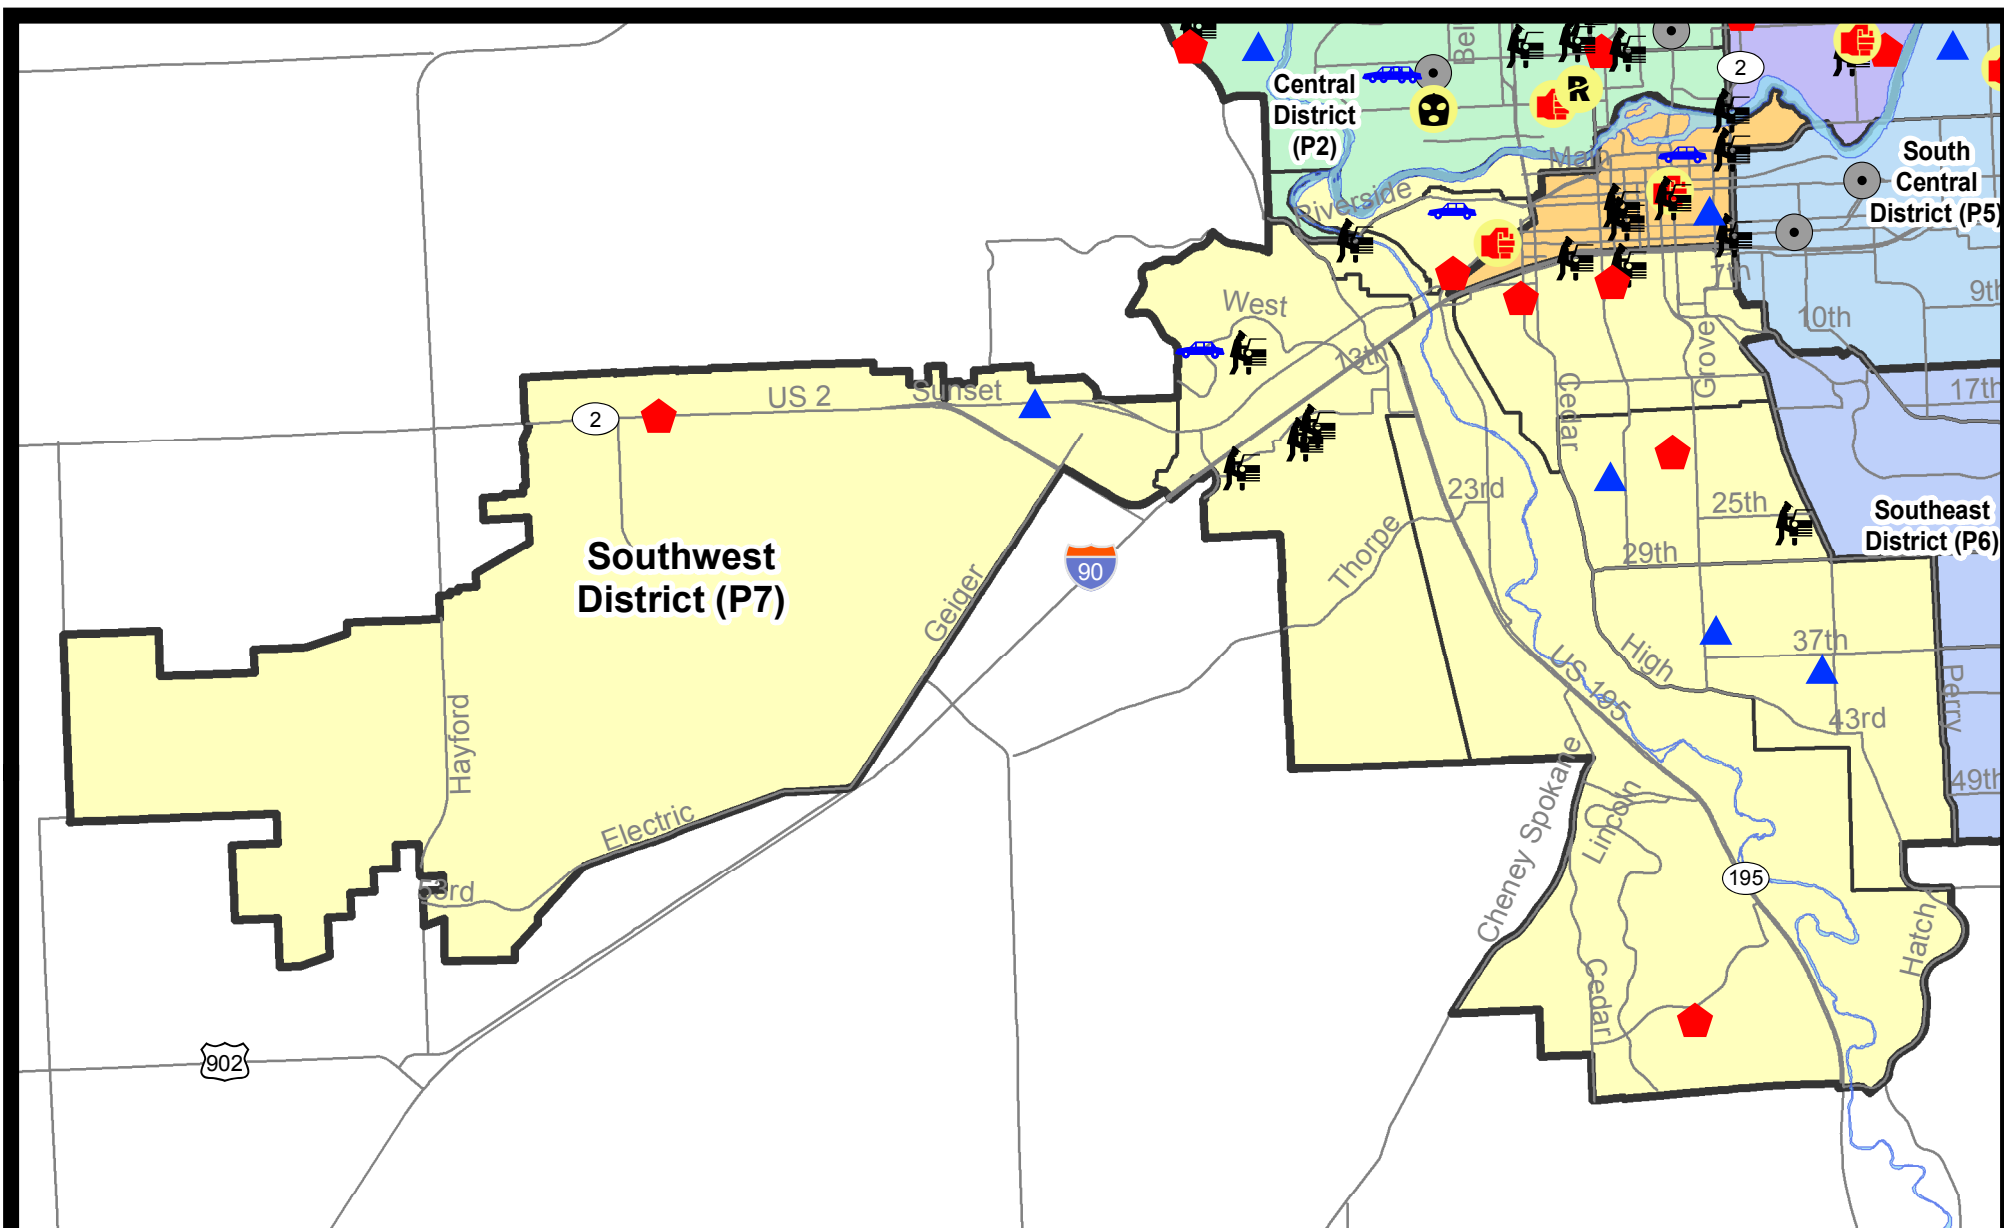 Bel
2
Central
District
(P2)
Main
South
Central
District (P5)
Riverside
7th
9th
10th
West
13th
Grove
US 2
Sunset
2
Cedar
17th
23rd
25th
Southeast
District (P6)
29th
Thorpe
Southwest
District (P7)
90
Geiger
High
37th
US 195
Perry
43rd
Hayford
49th
Cheney Spokane
Lincoln
Electric
53rd
195
Hatch
Cedar
902